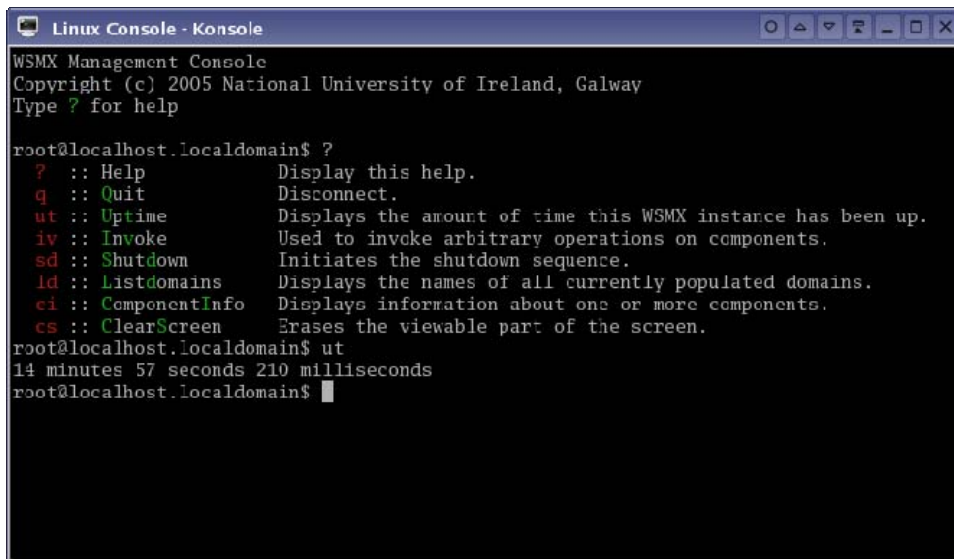 Linux Console - Konsole
WSMX Management Console
Copyright (c) 2005 National University of Ireland, Galway
Type ? for help
root@localhost.localdomain$ ?
? :: Help Display this help.
q :: Quit Disconnect.
ut :: Uptime Displays the amount of time this WSMX instance has been up.
iv :: Invoke Used to invoke arbitrary operations on components.
sd :: Shutdown Initiates the shutdown sequence.
ld :: Listdomains Displays the names of all currently populated domains.
ci :: ComponentInfo Displays information about one or more components.
cs :: ClearScreen Erases the viewable part of the screen.
root@localhost.localdomain$ ut
14 minutes 57 seconds 210 milliseconds
root@localhost.localdomain$